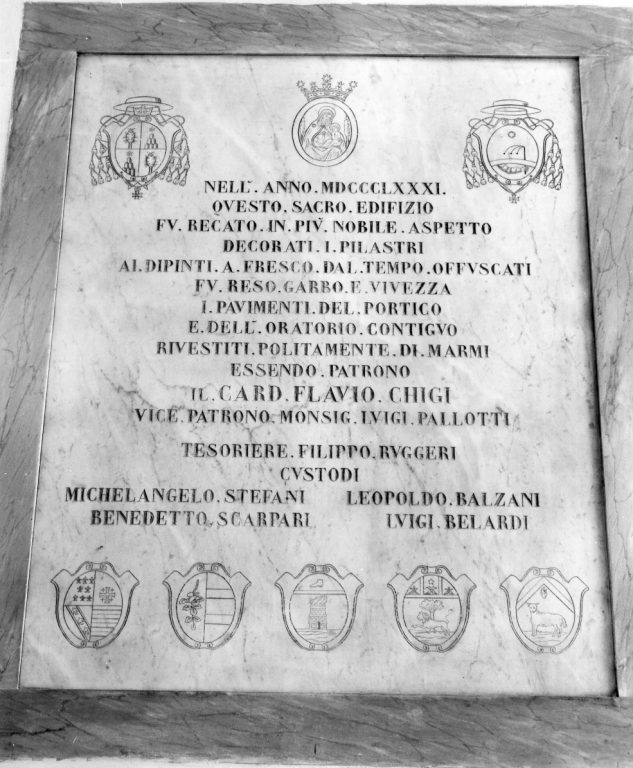 NELL'. ANNO. MDCCCLXXXI.
QVESTO. SACRO. EDIFIZIO
FV. RECATO. IN. PIV̀. NOBILE. ASPETTO
DECORATI. I. PILASTRI
AI. DIPINTI. A. FRESCO. DAL. TEMPO. OFFVSCATI
FV. RESO. GARBO. E. VIVEZZA
I. PAVIMENTI. DEL. PORTICO
E. DELL'. ORATORIO. CONTIGVO
RIVESTITI. POLITAMENTE. DI. MARMI
ESSENDO. PATRONO
IL. CARD. FLAVIO. CHIGI
VICE. PATRONO. MONSIG. LVIGI. PALLOTTI
TESORIERE. FILIPPO. RVGGERI
CVSTODI
MICHELANGELO. STEFANI LEOPOLDO. BALZANI
BENEDETTO. SCARPARI LVIGI. BELARDI